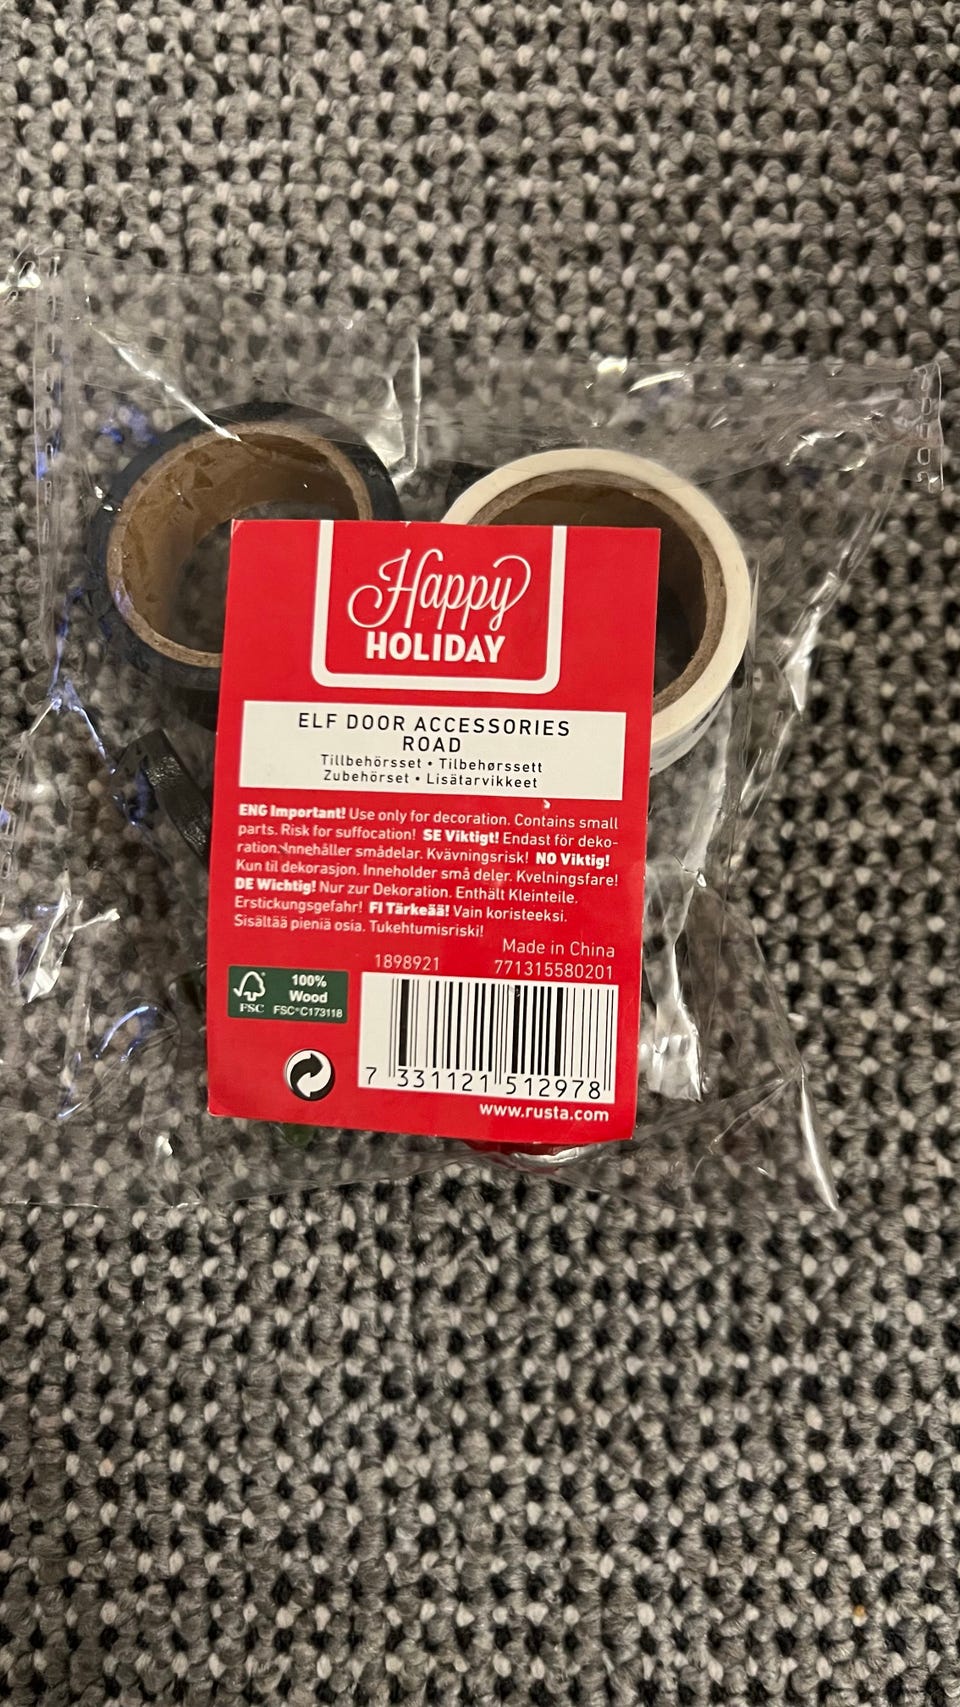 Happy
HOLIDAY
ELF DOOR ACCESSORIES
ROAD
Tillbehörsset • Tilbehørssett
Zubehörset • Lisätarvikkeet
ENG Important! Use only for decoration. Contains small
parts. Risk for suffocation! SE Viktigt! Endast för deko-
ration. Innehåller smådelar. Kvävningsrisk! NO Viktig!
Kun til dekorasjon. Inneholder små deler. Kvelningsfare!
DE Wichtig! Nur zur Dekoration. Enthält Kleinteile.
Erstickungsgefahr! FI Tärkeää! Vain koristeeksi.
Sisältää pieniä osia. Tukehtumisriski!
Made in China
1898921 771315580201
100%
Wood
FSC FSC® C173118
7 331121 512978
www.rusta.com